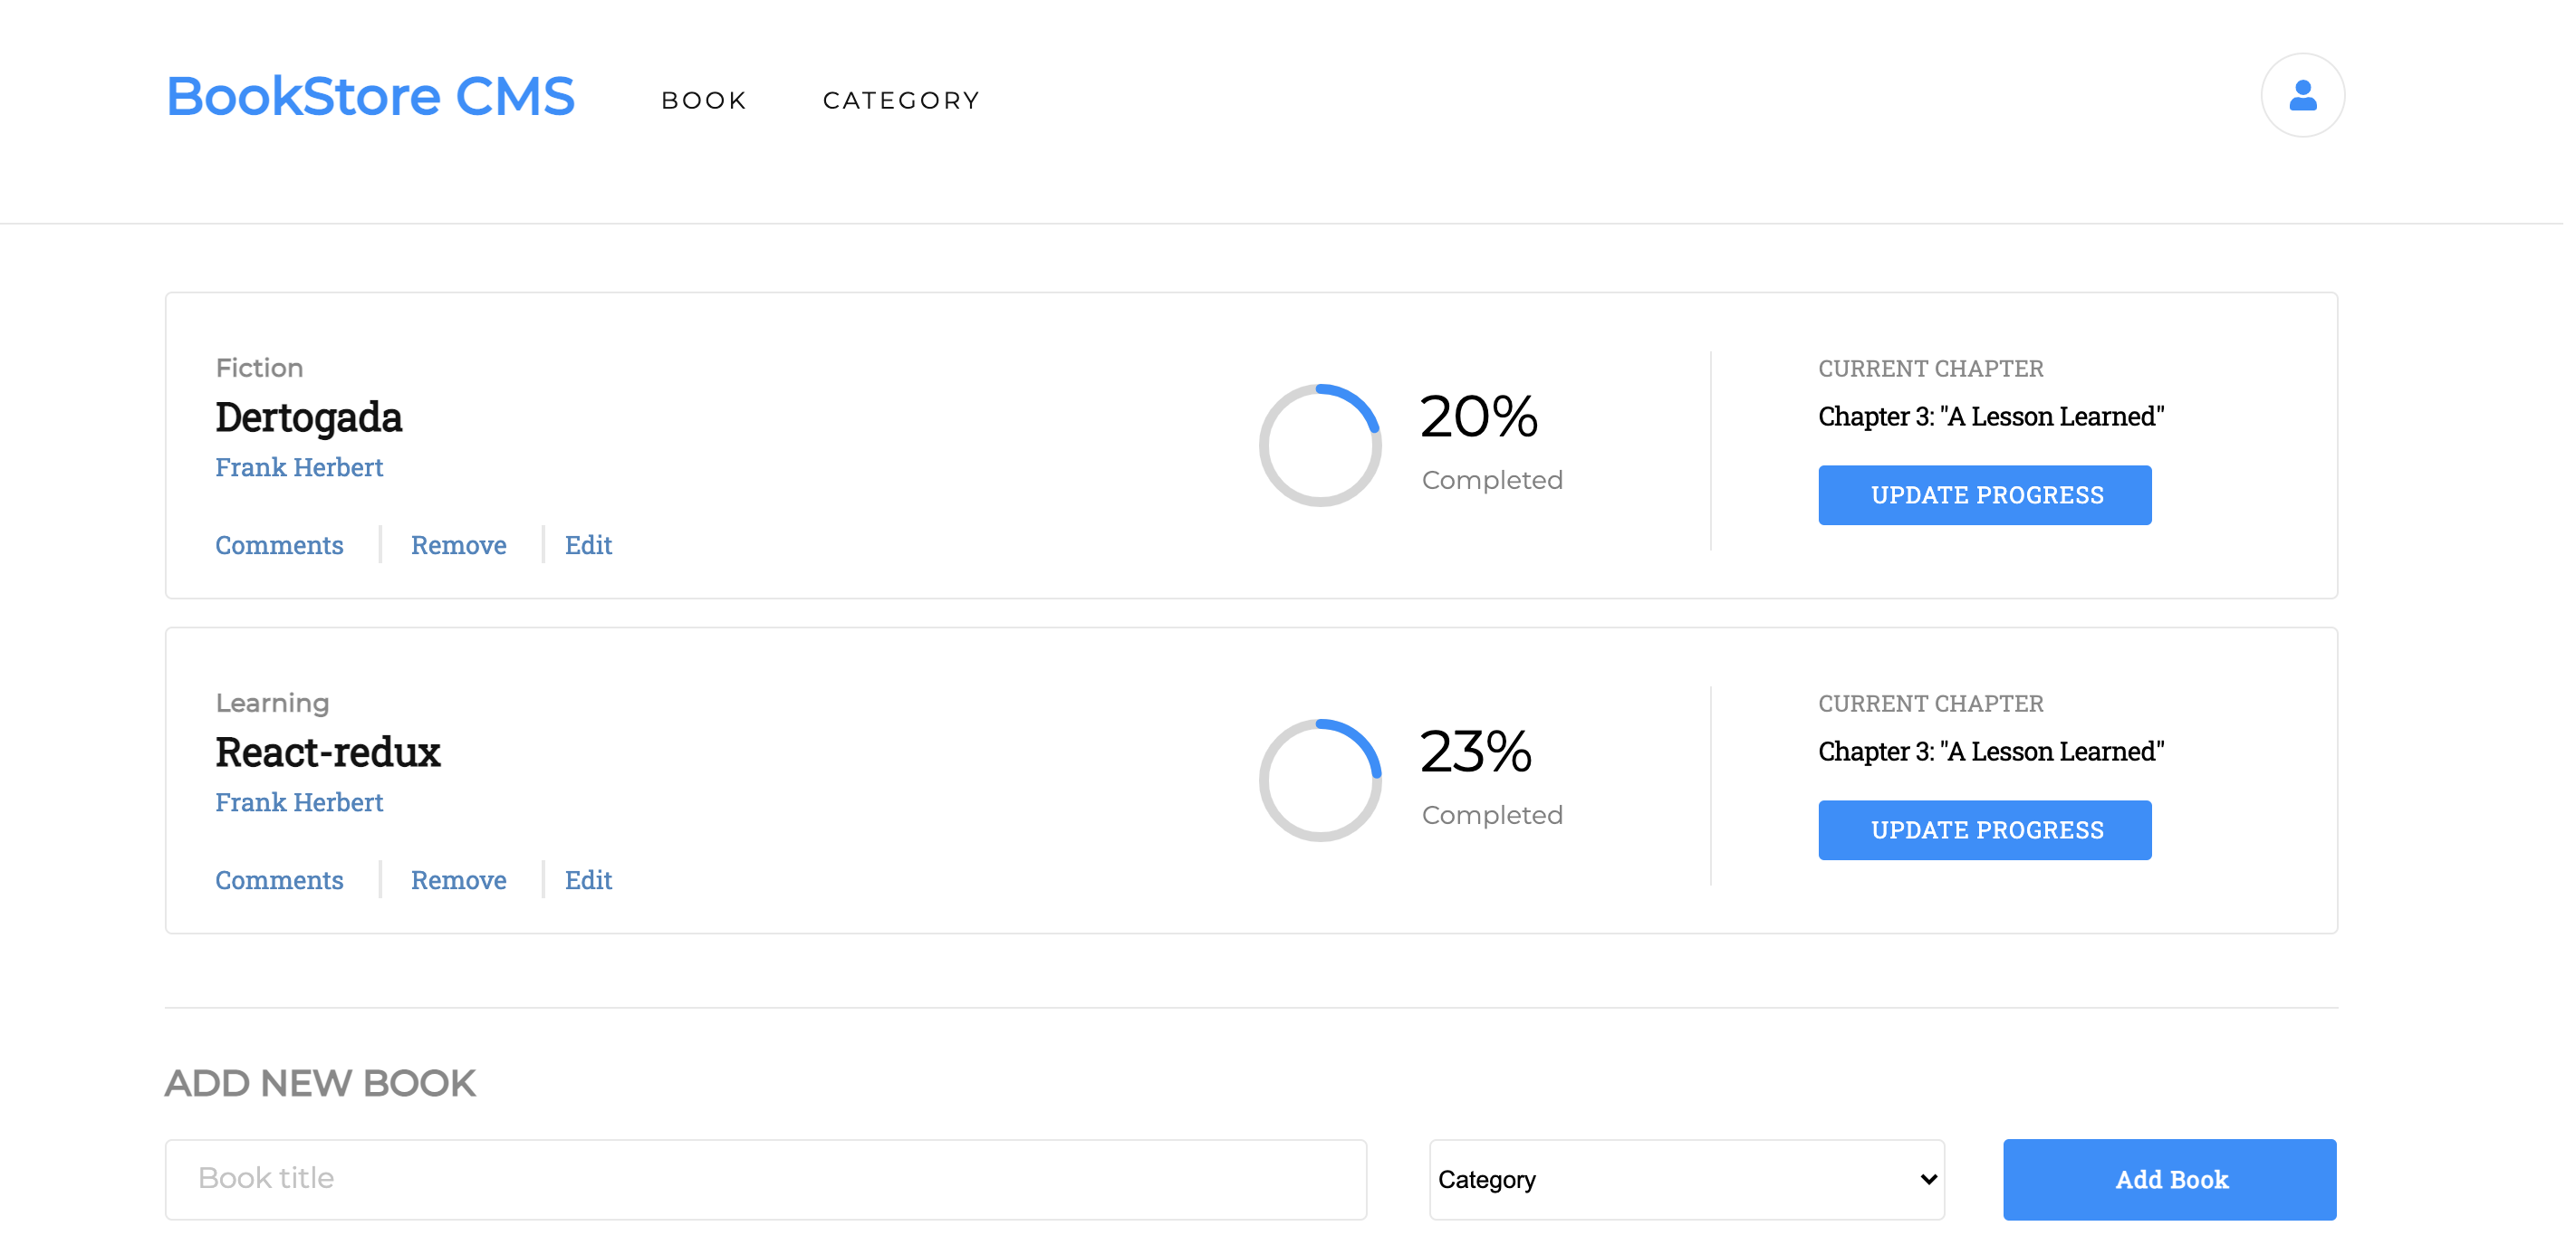 BookStore CMS BOOK CATEGORY
Fiction
Dertogada
Frank Herbert
Comments Remove Edit
20%
Completed
CURRENT CHAPTER
Chapter 3: "A Lesson Learned"
UPDATE PROGRESS
Learning
React-redux
Frank Herbert
Comments Remove Edit
23%
Completed
CURRENT CHAPTER
Chapter 3: "A Lesson Learned"
UPDATE PROGRESS
ADD NEW BOOK
Book title Category Add Book